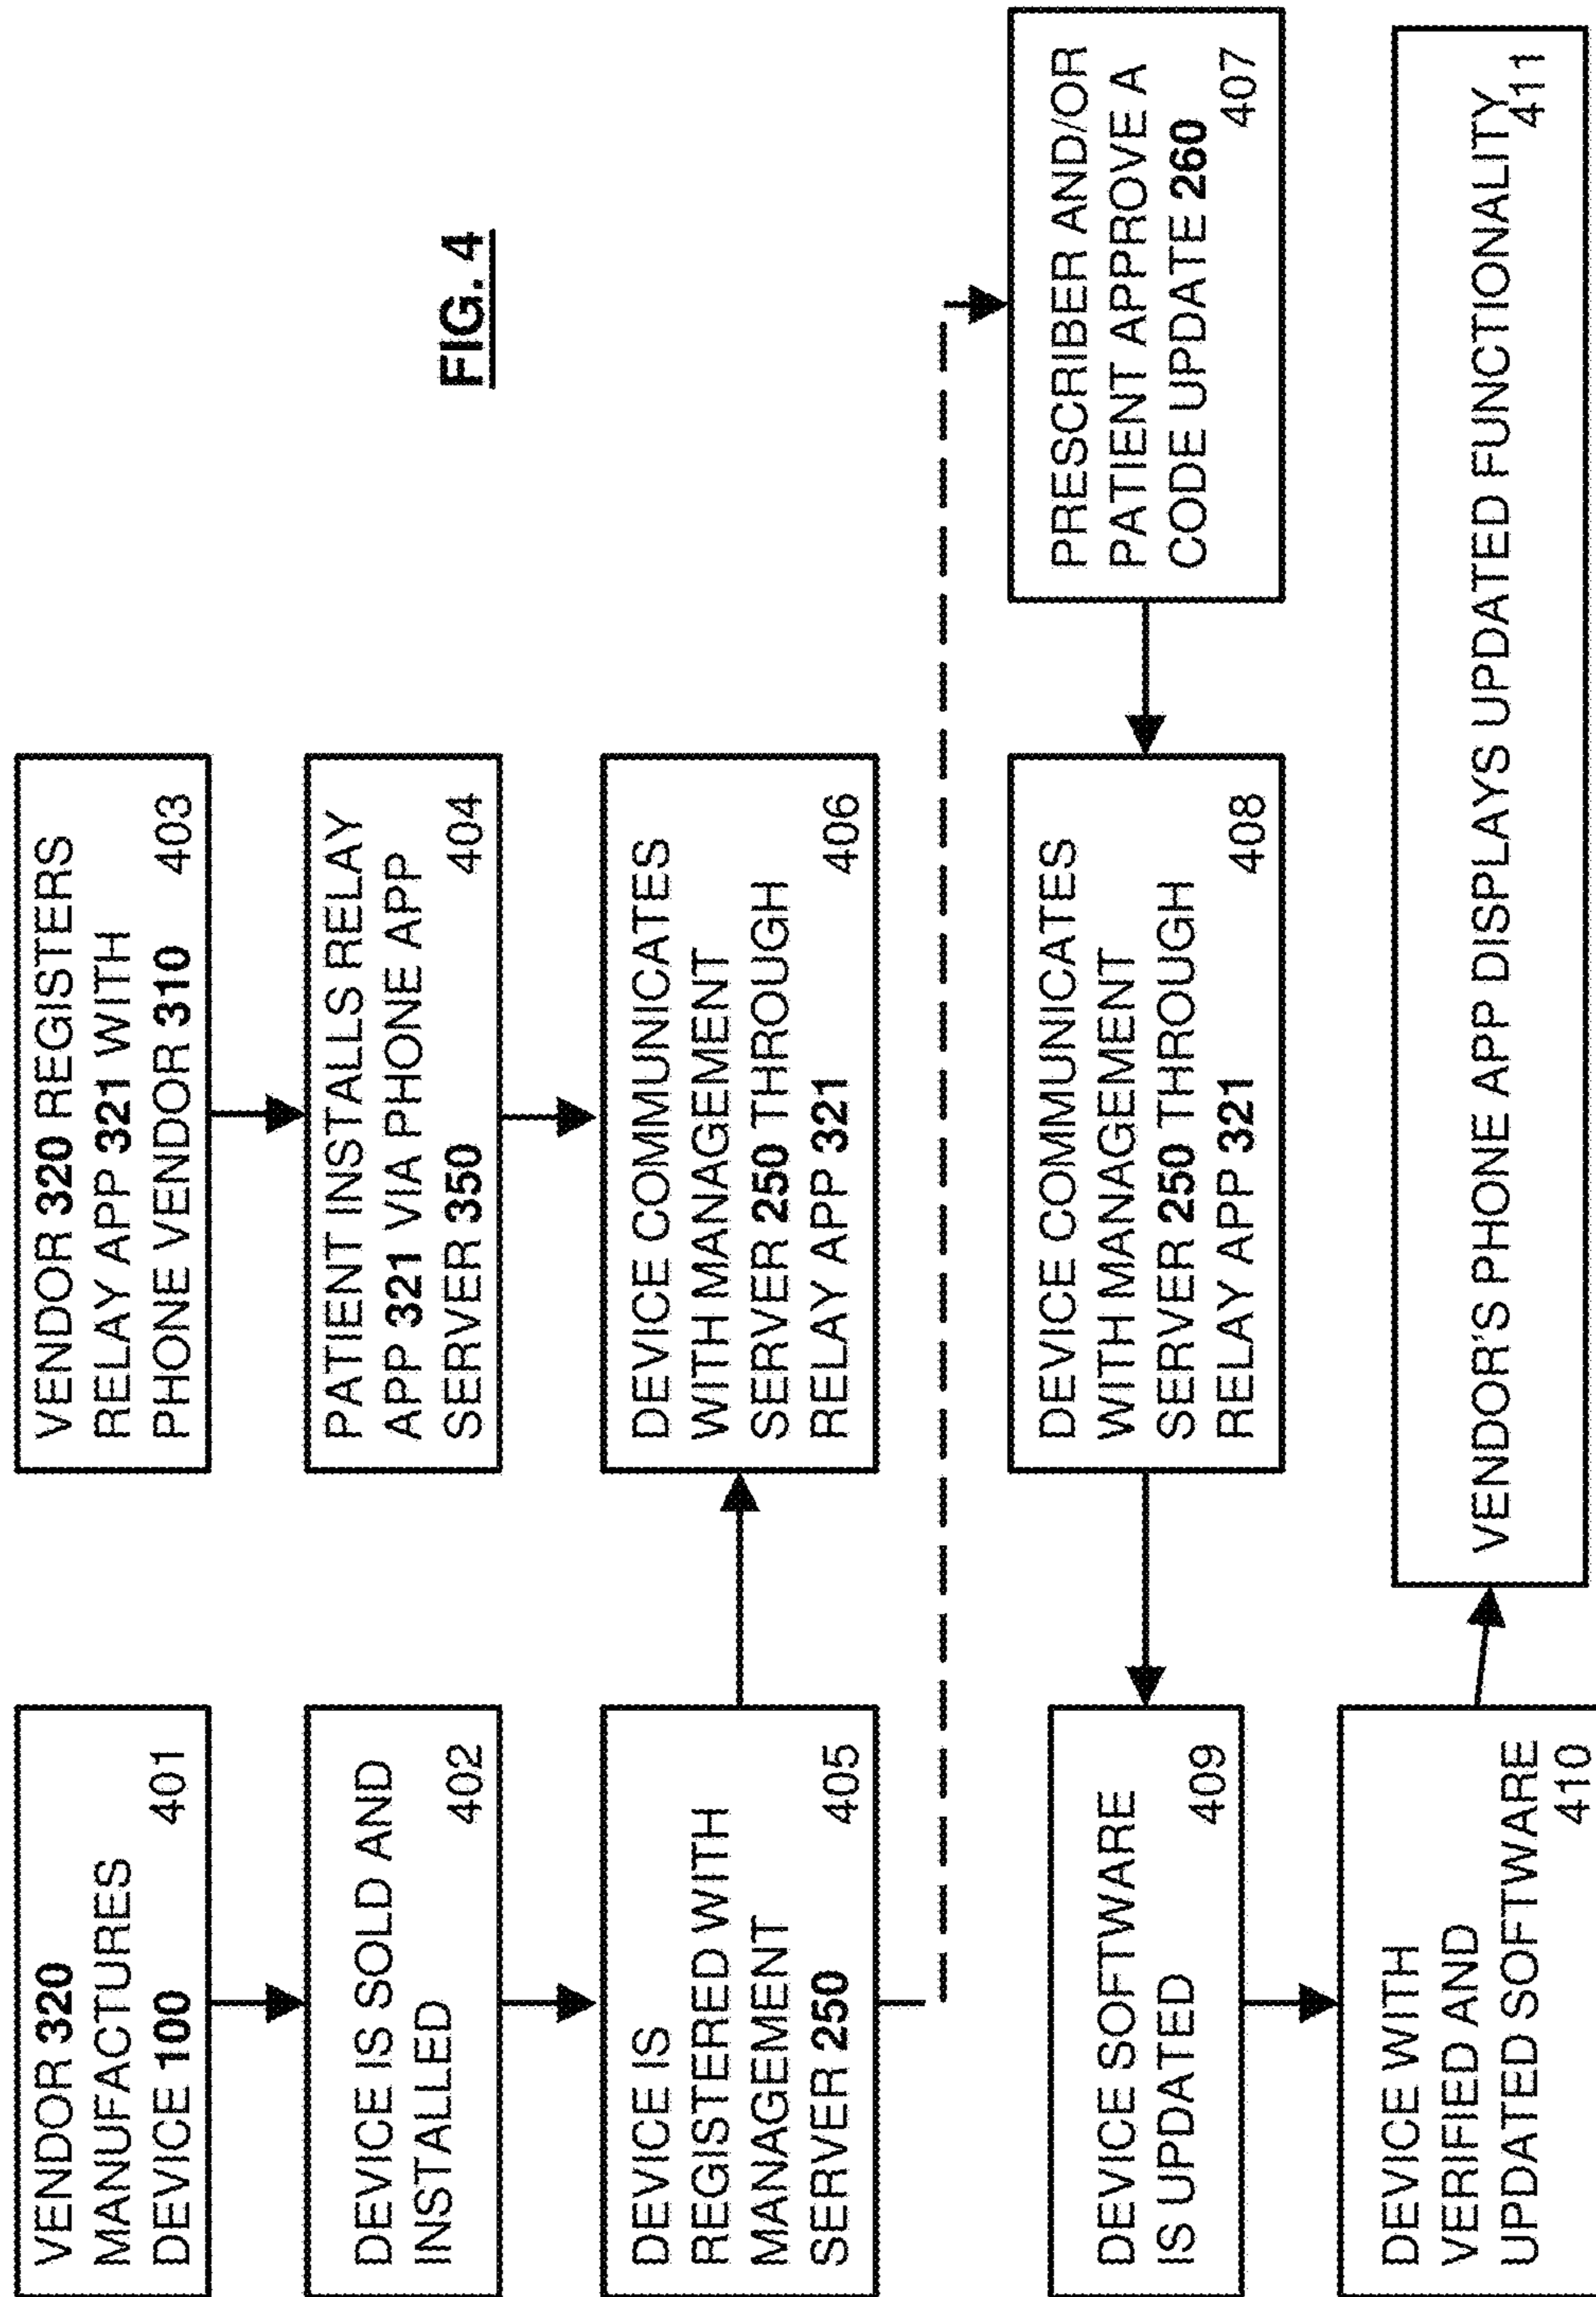 FIG. 4
VENDOR 320
MANUFACTURES
DEVICE 100
401
DEVICE IS SOLD AND
INSTALLED
402
VENDOR 320 REGISTERS
RELAY APP 321 WITH
PHONE VENDOR 310
403
PATIENT INSTALLS RELAY
APP 321 VIA PHONE APP
SERVER 350
404
DEVICE IS
REGISTERED WITH
MANAGEMENT
SERVER 250
405
DEVICE COMMUNICATES
WITH MANAGEMENT
SERVER 250 THROUGH
RELAY APP 321
406
PRESCRIBER AND/OR
PATIENT APPROVE A
CODE UPDATE 260
407
DEVICE COMMUNICATES
WITH MANAGEMENT
SERVER 250 THROUGH
RELAY APP 321
408
DEVICE SOFTWARE
IS UPDATED
409
DEVICE WITH
VERIFIED AND
UPDATED SOFTWARE
410
VENDOR'S PHONE APP DISPLAYS UPDATED FUNCTIONALITY
411